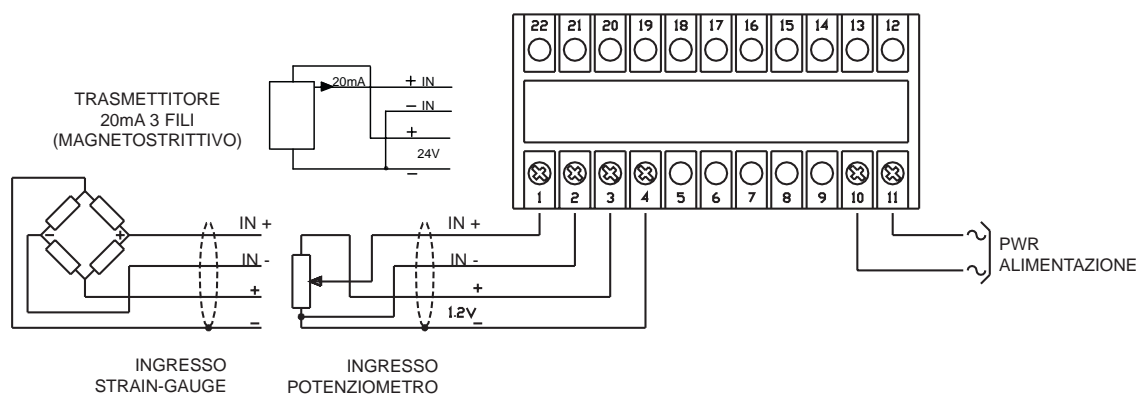 22 21 20 19 18 17 16 15 14 13 12
TRASMETTITORE
20mA 3 FILI
(MAGNETOSTRITTIVO)
20mA
+ IN
− IN
+
24V
−
1 2 3 4 5 6 7 8 9 10 11
− +
IN +
IN -
+
−
IN +
IN -
+
1.2V
−
PWR
ALIMENTAZIONE
INGRESSO
STRAIN-GAUGE
INGRESSO
POTENZIOMETRO